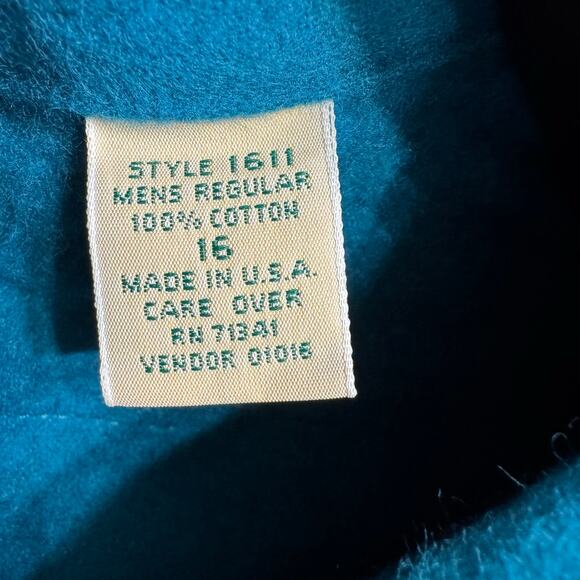 STYLE 1611
MENS REGULAR
100% COTTON
16
MADE IN U.S.A.
CARE OVER
RN 71341
VENDOR 01016